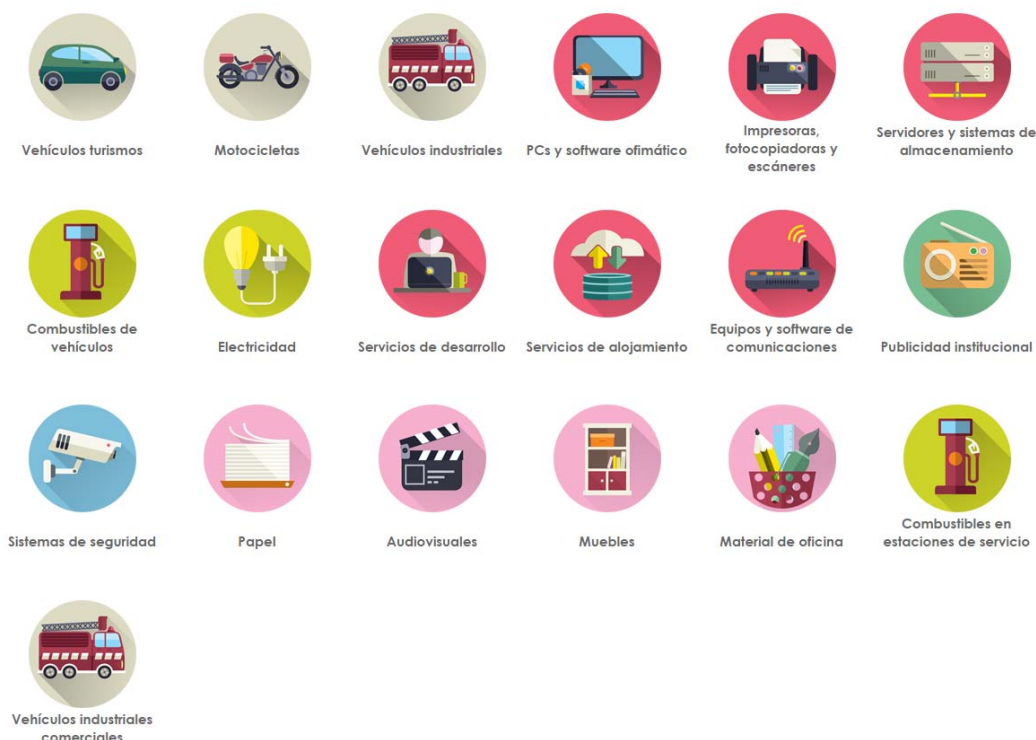 Vehículos turismos
Motocicletas
Vehículos industriales
PCs y software ofimático
Impresoras,
fotocopiadoras y
escáneres
Servidores y sistemas de
almacenamiento
Combustibles de
vehículos
Electricidad
Servicios de desarrollo
Servicios de alojamiento
Equipos y software de
comunicaciones
Publicidad institucional
Sistemas de seguridad
Papel
Audiovisuales
Muebles
Material de oficina
Combustibles en
estaciones de servicio
Vehículos industriales
comerciales